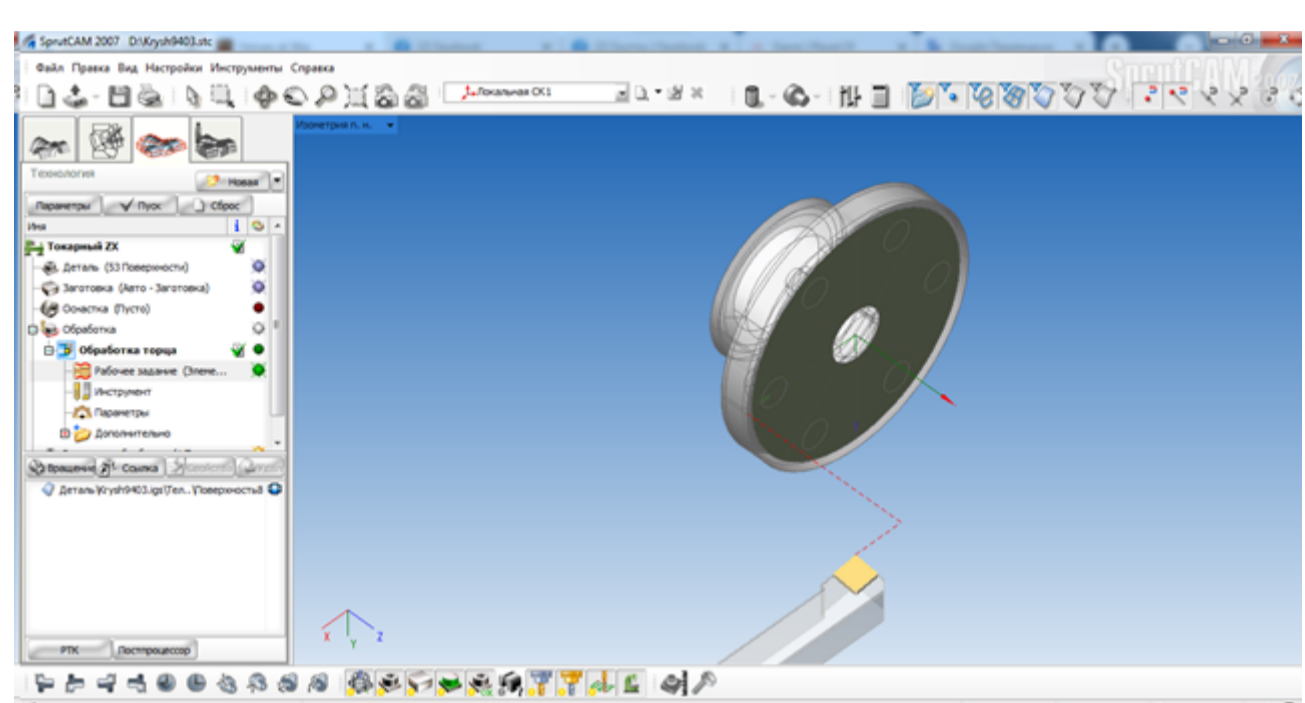 SprutCAM 2007 D:\Krysh9403.stc
Файл Правка Вид Настройки Инструменты Справка
SprutCAM 2007
Локальная СК1
Изометрия п. н.
Технология
Новая
Параметры Пуск Сброс
Имя
Токарный ZX
Деталь (53 Поверхности)
Заготовка (Авто - Заготовка)
Оснастка (Пусто)
Обработка
Обработка торца
Рабочее задание (Элеме...
Инструмент
Параметры
Дополнительно
Вращение Ссылка
Деталь\Krysh9403.igs\Тел..\Поверхность8
X Y Z
РТК Постпроцессор